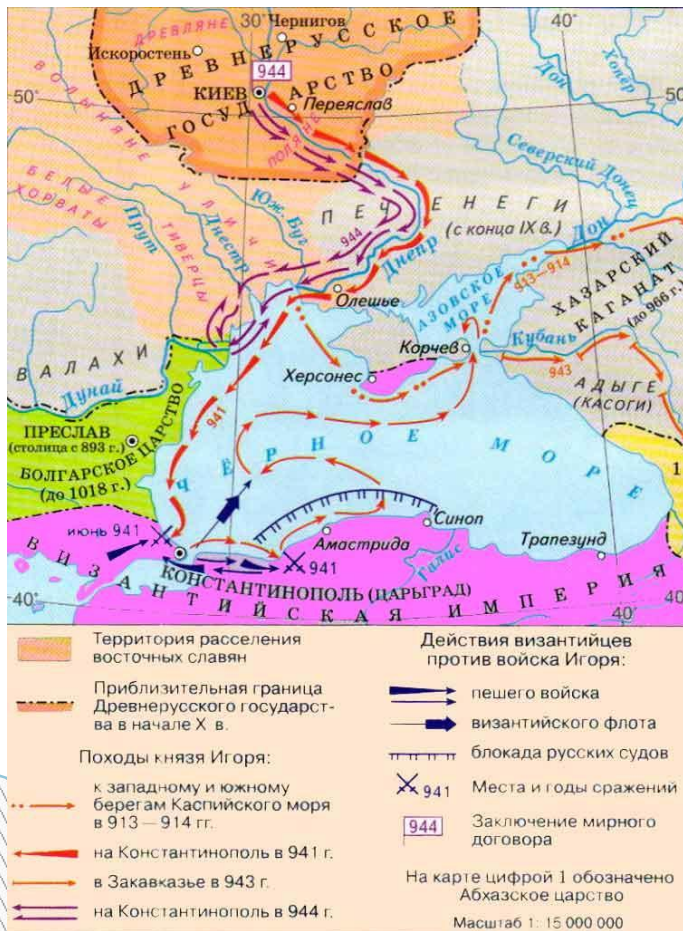 30°
40°
ДРЕВЛЯНЕ
Чернигов
Искоростень
ДРЕВНЕРУССКОЕ
ГОСУДАРСТВО
944
КИЕВ
Переяслав
50°
50
ВОЛЫНЯНЕ
ПОЛЯНЕ
Дон
Хопер
Северский Донец
БЕЛЫЕ
ХОРВАТЫ
УЛИЧИ
ТИВЕРЦЫ
Прут
Днестр
Юж. Буг
944
ПЕЧЕНЕГИ
(с конца IX в.)
Днепр
Дон
Олешье
АЗОВСКОЕ
МОРЕ
913—914
ХАЗАРСКИЙ
КАГАНАТ
(до 966 г.)
ВАЛАХИ
Дунай
Корчев
Кубань
943
Херсонес
АДЫГЕ
(КАСОГИ)
941
ПРЕСЛАВ
(столица с 893 г.)
БОЛГАРСКОЕ ЦАРСТВО
(до 1018 г.)
ЧЁРНОЕ МОРЕ
1
июнь 941
Синоп
Амастрида
Трапезунд
941
Галис
КОНСТАНТИНОПОЛЬ (ЦАРЬГРАД)
ВИЗАНТИЙСКАЯ ИМПЕРИЯ
40°
40°
40
Территория расселения
восточных славян
Приблизительная граница
Древнерусского государст-
ва в начале X в.
Походы князя Игоря:
к западному и южному
берегам Каспийского моря
в 913—914 гг.
на Константинополь в 941 г.
в Закавказье в 943 г.
на Константинополь в 944 г.
Действия византийцев
против войска Игоря:
пешего войска
византийского флота
блокада русских судов
941 Места и годы сражений
944 Заключение мирного
договора
На карте цифрой 1 обозначено
Абхазское царство
Масштаб 1: 15 000 000